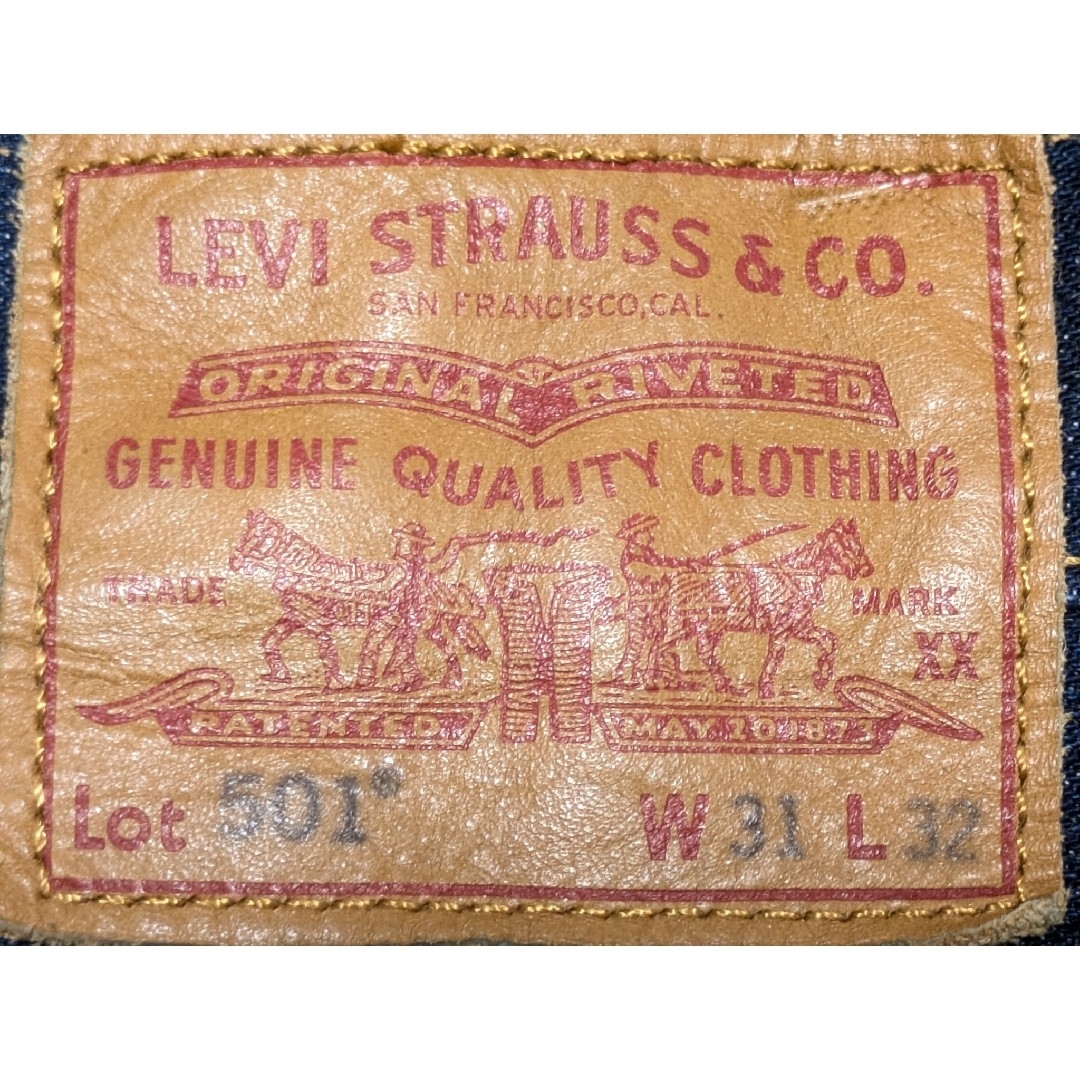 LEVI STRAUSS & CO.
SAN FRANCISCO, CAL.
ORIGINAL RIVETED
GENUINE QUALITY CLOTHING
TRADE MARK
XX
PATENTED MAY 20 1873
Lot 501® W 31 L 32